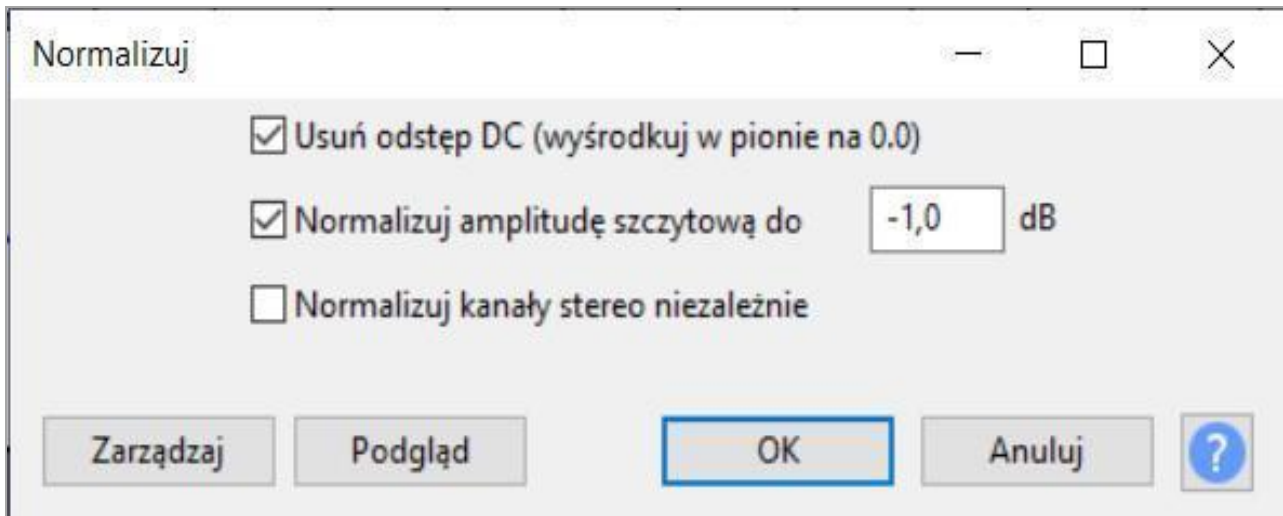 Normalizuj
Usuń odstęp DC (wyśrodkuj w pionie na 0.0)
Normalizuj amplitudę szczytową do -1,0 dB
Normalizuj kanały stereo niezależnie
Zarządzaj Podgląd OK Anuluj ?